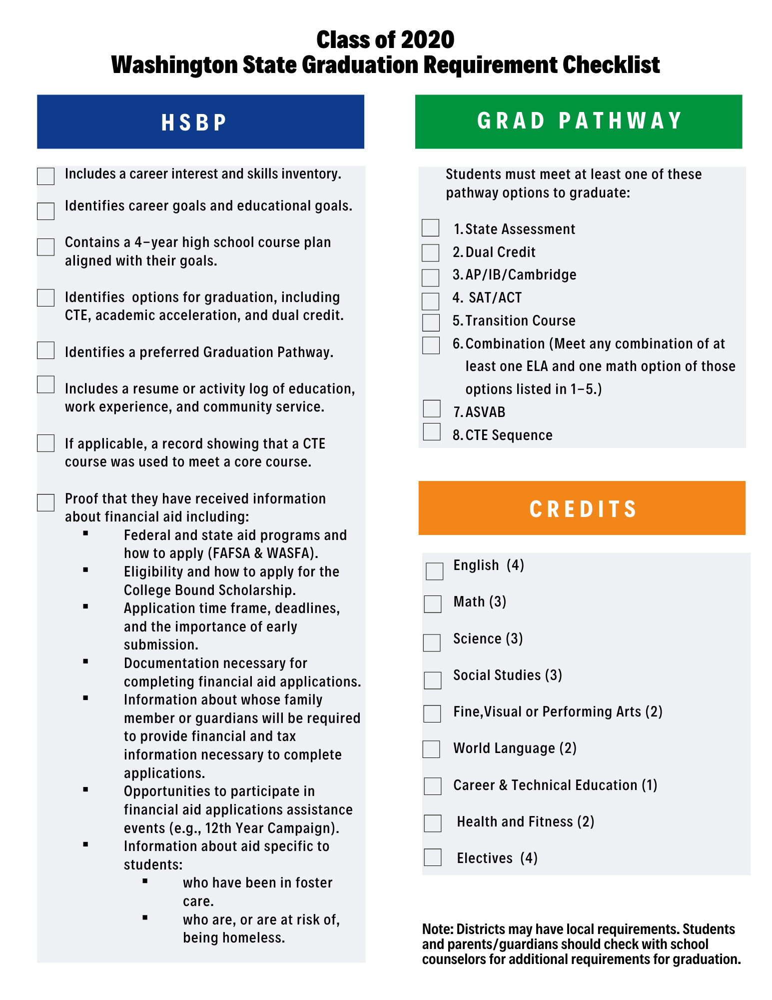 Class of 2020
Washington State Graduation Requirement Checklist
HSBP
Includes a career interest and skills inventory.
Identifies career goals and educational goals.
Contains a 4–year high school course plan
aligned with their goals.
Identifies  options for graduation, including
CTE, academic acceleration, and dual credit.
Identifies a preferred Graduation Pathway.
Includes a resume or activity log of education,
work experience, and community service.
If applicable, a record showing that a CTE
course was used to meet a core course.
Proof that they have received information
about financial aid including:
▪ Federal and state aid programs and
how to apply (FAFSA & WASFA).
▪ Eligibility and how to apply for the
College Bound Scholarship.
▪ Application time frame, deadlines,
and the importance of early
submission.
▪ Documentation necessary for
completing financial aid applications.
▪ Information about whose family
member or guardians will be required
to provide financial and tax
information necessary to complete
applications.
▪ Opportunities to participate in
financial aid applications assistance
events (e.g., 12th Year Campaign).
▪ Information about aid specific to
students:
▪ who have been in foster
care.
▪ who are, or are at risk of,
being homeless.
GRAD PATHWAY
Students must meet at least one of these
pathway options to graduate:
1. State Assessment
2. Dual Credit
3. AP/IB/Cambridge
4. SAT/ACT
5. Transition Course
6. Combination (Meet any combination of at
least one ELA and one math option of those
options listed in 1–5.)
7. ASVAB
8. CTE Sequence
CREDITS
English  (4)
Math (3)
Science (3)
Social Studies (3)
Fine,Visual or Performing Arts (2)
World Language (2)
Career & Technical Education (1)
Health and Fitness (2)
Electives  (4)
Note: Districts may have local requirements. Students
and parents/guardians should check with school
counselors for additional requirements for graduation.